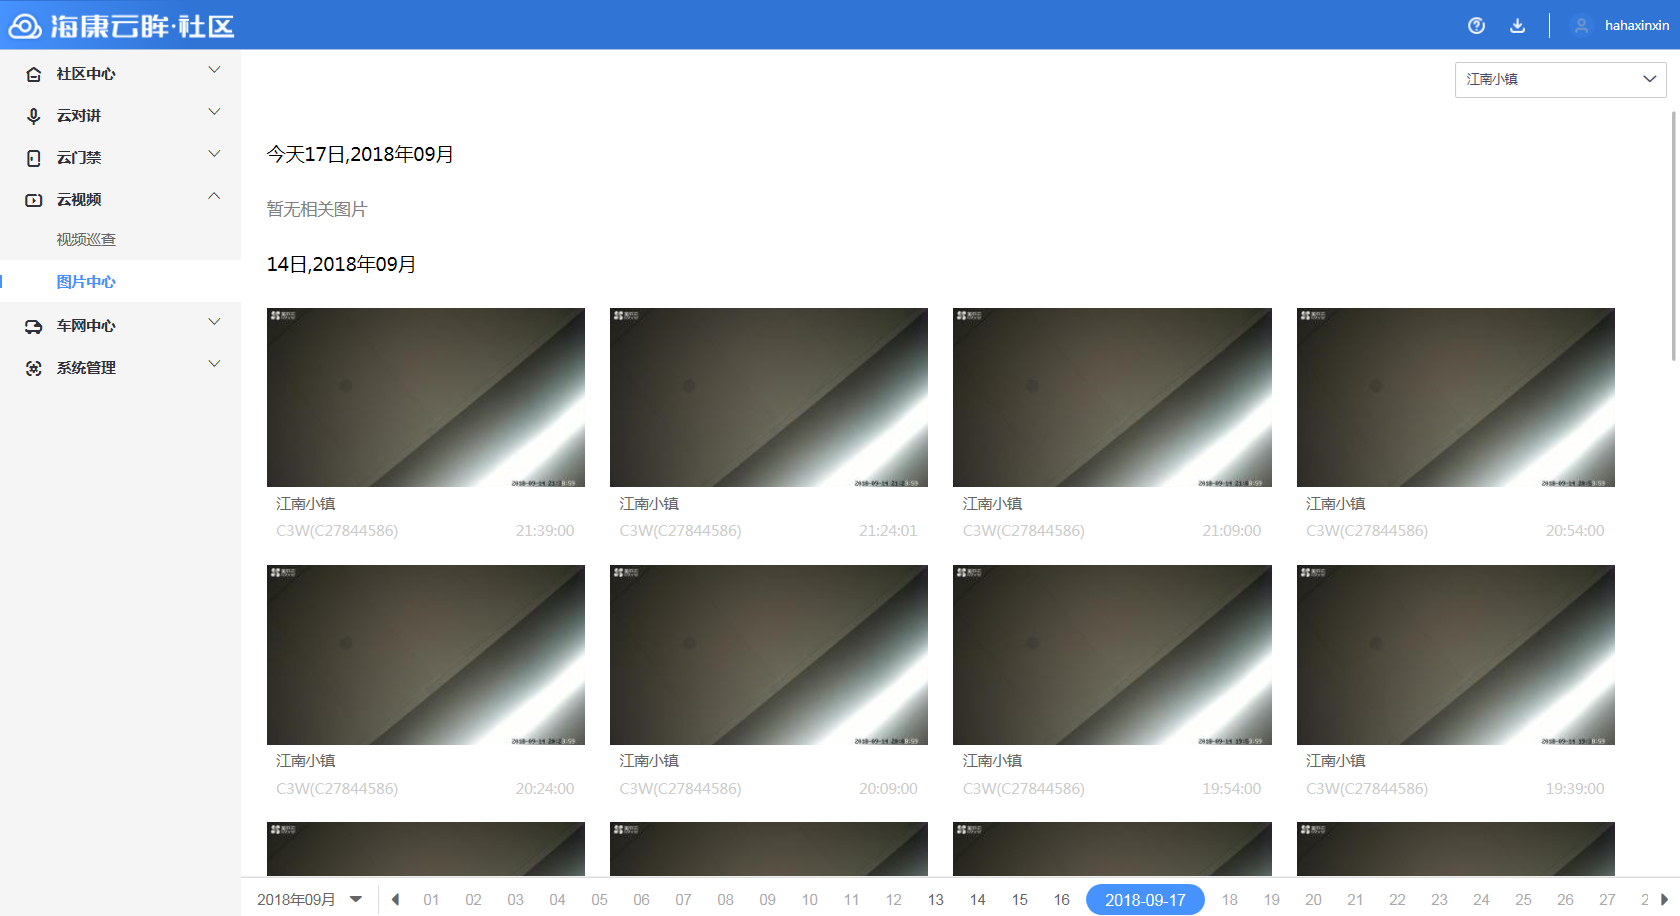 海康云眸·社区
hahaxinxin
社区中心
云对讲
云门禁
云视频
视频巡查
图片中心
车网中心
系统管理
江南小镇
今天17日,2018年09月
暂无相关图片
14日,2018年09月
江南小镇
C3W(C27844586) 21:39:00
江南小镇
C3W(C27844586) 21:24:01
江南小镇
C3W(C27844586) 21:09:00
江南小镇
C3W(C27844586) 20:54:00
江南小镇
C3W(C27844586) 20:24:00
江南小镇
C3W(C27844586) 20:09:00
江南小镇
C3W(C27844586) 19:54:00
江南小镇
C3W(C27844586) 19:39:00
2018年09月 01 02 03 04 05 06 07 08 09 10 11 12 13 14 15 16 2018-09-17 18 19 20 21 22 23 24 25 26 27 2